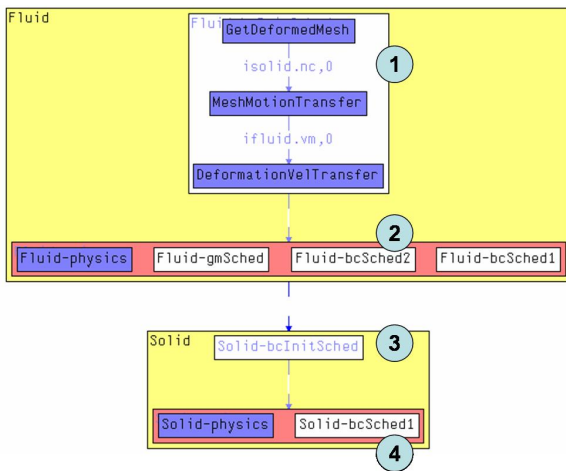 Fluid
GetDeformedMesh
1
isolid.nc,0
MeshMotionTransfer
ifluid.vm,0
DeformationVelTransfer
2
Fluid-physics Fluid-gmSched Fluid-bcSched2 Fluid-bcSched1
Solid
Solid-bcInitSched
3
Solid-physics Solid-bcSched1
4